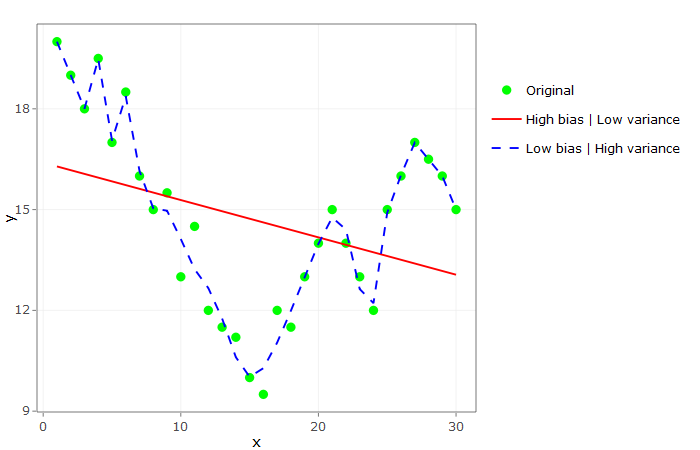 Original
High bias | Low variance
Low bias | High variance
18
15
12
9
y
0 10 20 30
x